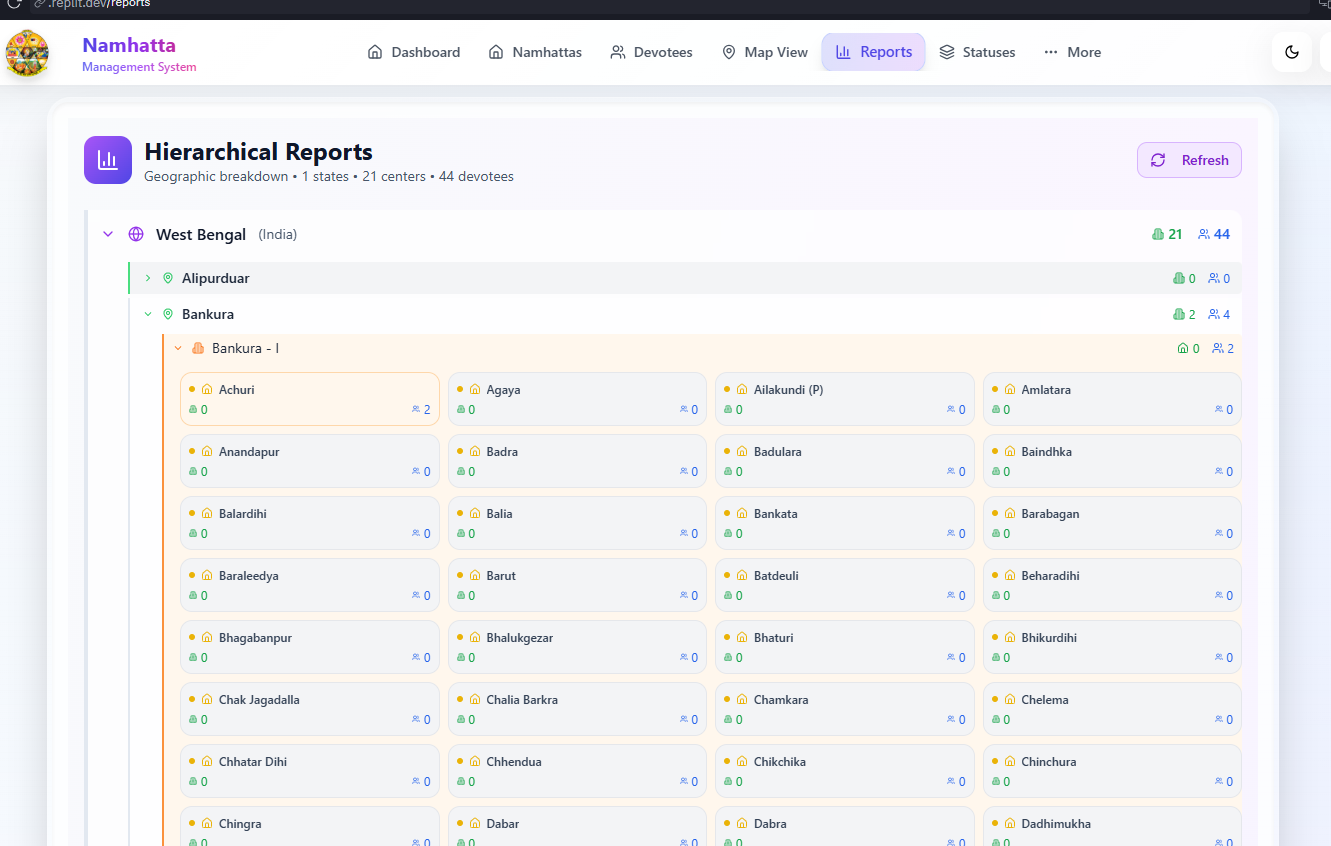 .replit.dev/reports
Namhatta
Management System
Dashboard Namhattas Devotees Map View Reports Statuses More
Hierarchical Reports
Geographic breakdown • 1 states • 21 centers • 44 devotees
Refresh
West Bengal (India) 21 44
Alipurduar 0 0
Bankura 2 4
Bankura - I 0 2
Achuri Agaya Ailakundi (P) Amlatara
0 2 0 0 0 0 0 0
Anandapur Badra Badulara Baindhka
0 0 0 0 0 0 0 0
Balardihi Balia Bankata Barabagan
0 0 0 0 0 0 0 0
Baraleedya Barut Batdeuli Beharadihi
0 0 0 0 0 0 0 0
Bhagabanpur Bhalukgezar Bhaturi Bhikurdihi
0 0 0 0 0 0 0 0
Chak Jagadalla Chalia Barkra Chamkara Chelema
0 0 0 0 0 0 0 0
Chhatar Dihi Chhendua Chikchika Chinchura
0 0 0 0 0 0 0 0
Chingra Dabar Dabra Dadhimukha
0 0 0 0 0 0 0 0